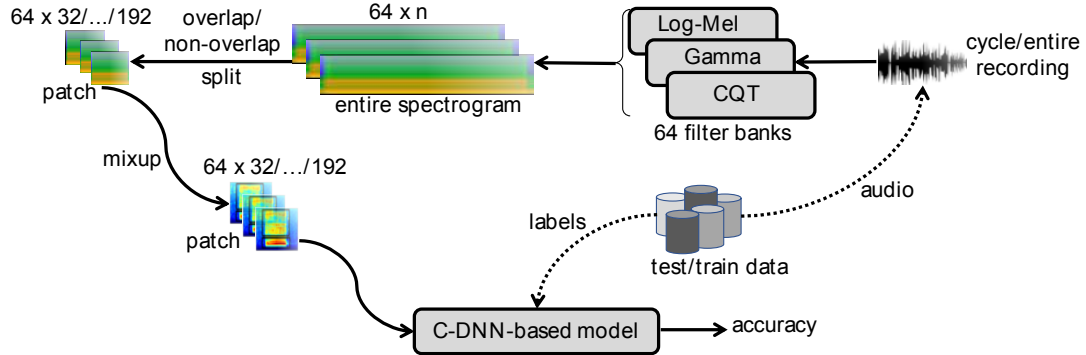 64 x 32/.../192
overlap/
non-overlap
split
64 x n
entire spectrogram
Log-Mel
Gamma
CQT
64 filter banks
cycle/entire
recording
patch
mixup
64 x 32/.../192
patch
labels
audio
test/train data
C-DNN-based model
accuracy